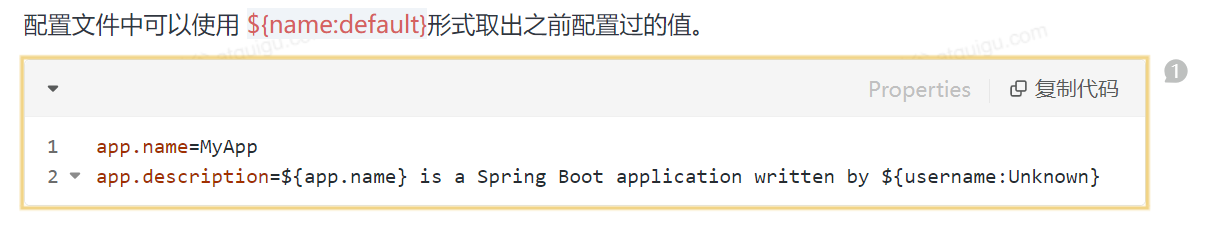 配置文件中可以使用 ${name:default}形式取出之前配置过的值。
Properties 复制代码
1
1 app.name=MyApp
2 app.description=${app.name} is a Spring Boot application written by ${username:Unknown}